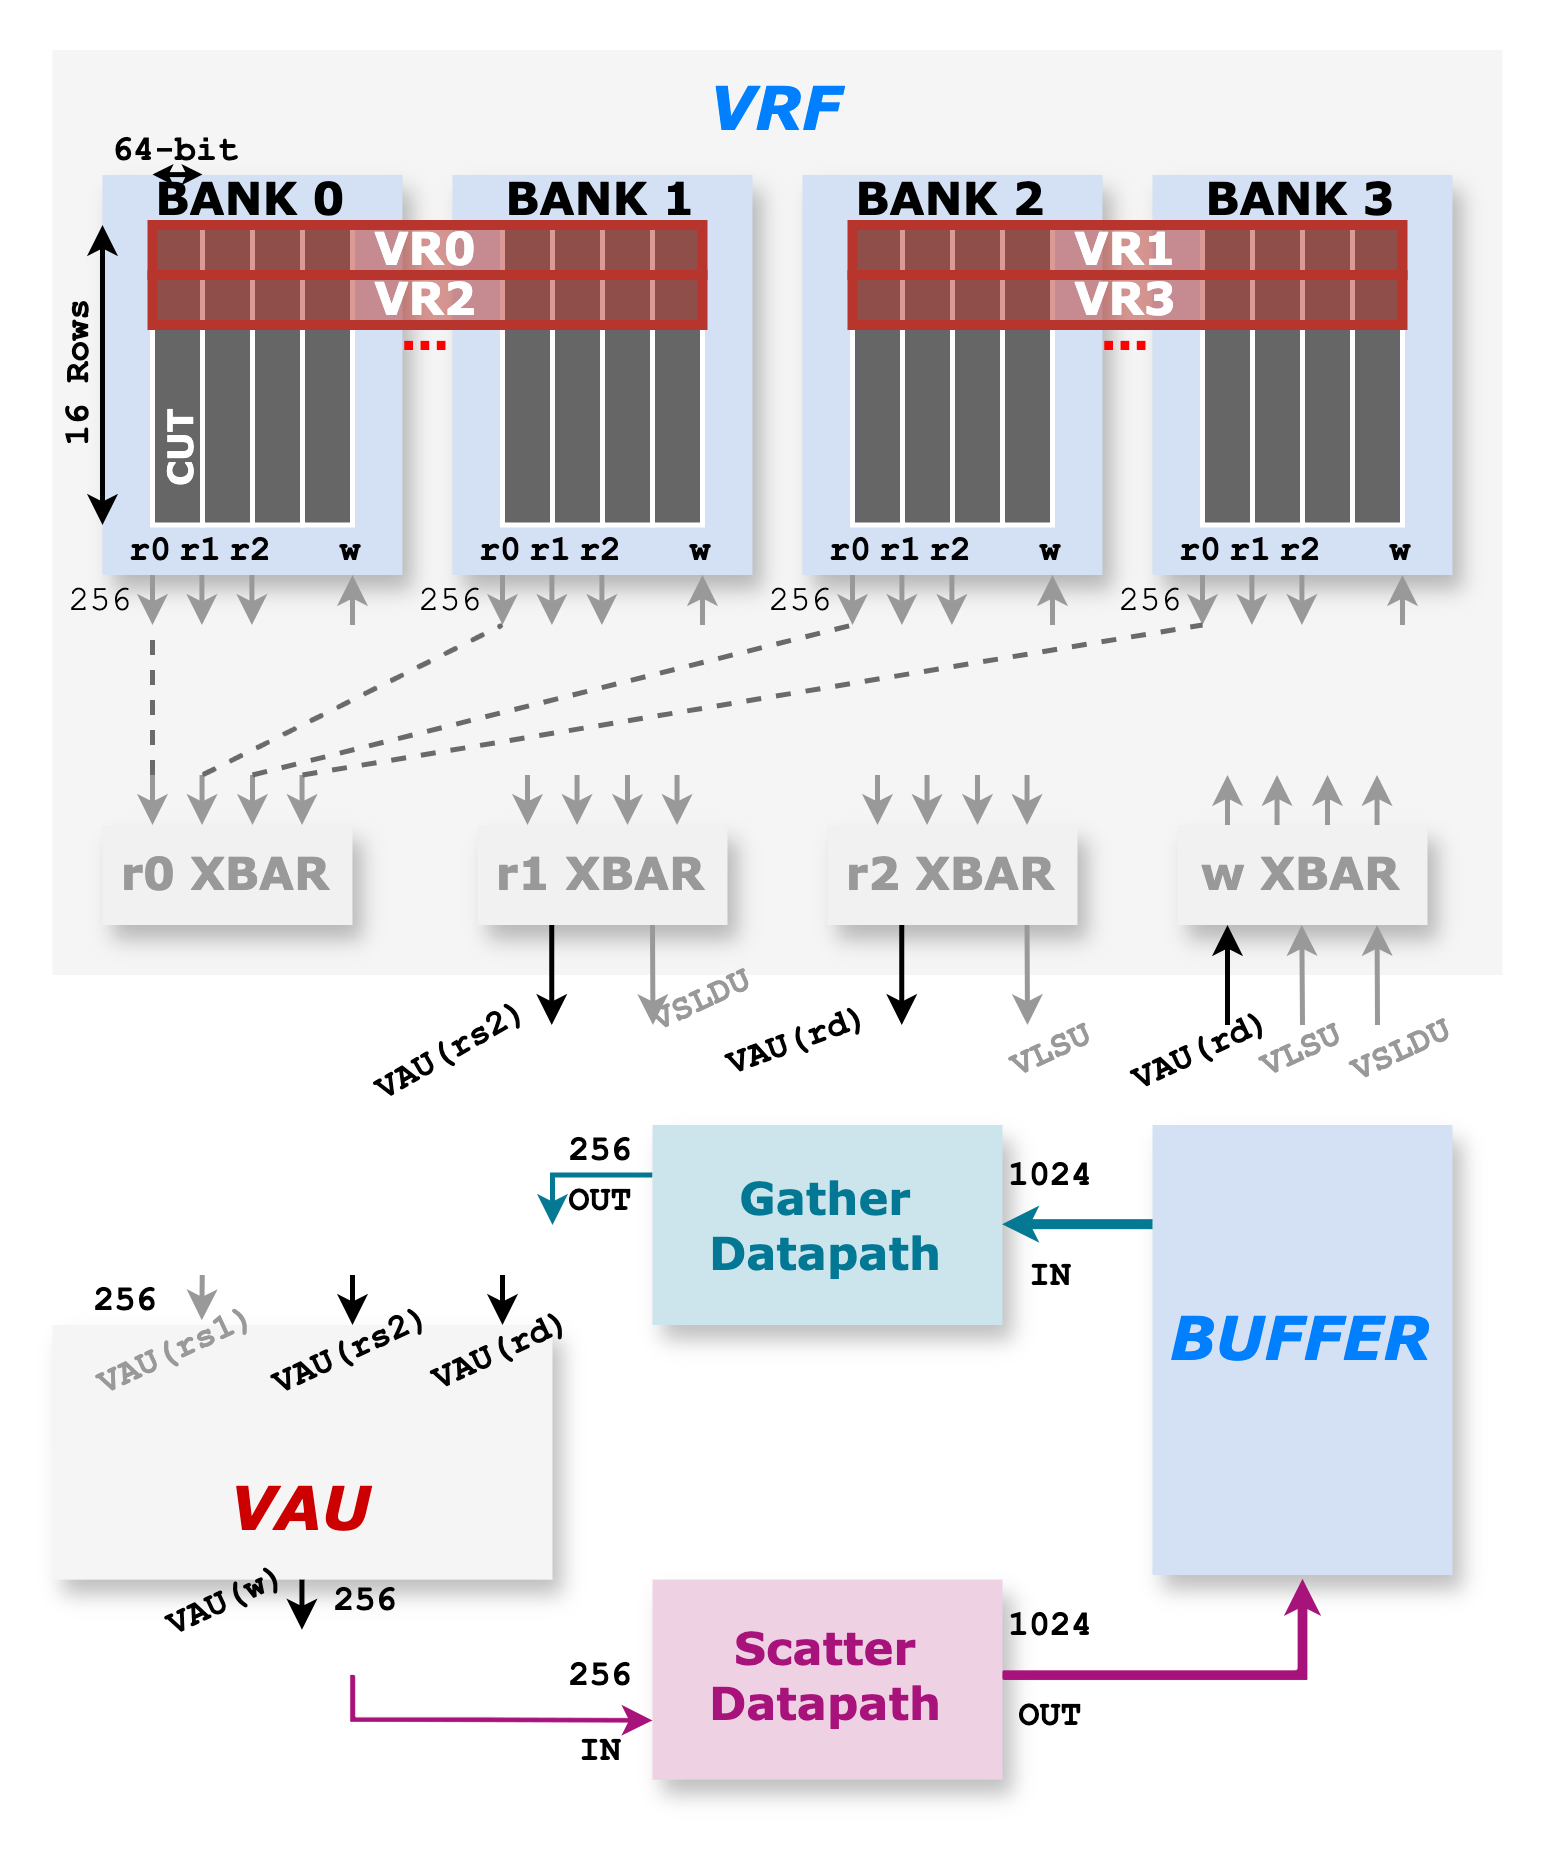 VRF
64-bit
BANK 0
BANK 1
BANK 2
BANK 3
VR0
VR1
VR2
VR3
...
...
16 Rows
CUT
r0 r1 r2 w
r0 r1 r2 w
r0 r1 r2 w
r0 r1 r2 w
256
256
256
256
r0 XBAR
r1 XBAR
r2 XBAR
w XBAR
VAU(rs2)
VSLDU
VAU(rd)
VLSU
VAU(rd)
VLSU
VSLDU
256
OUT
Gather
Datapath
1024
IN
BUFFER
256
VAU(rs1)
VAU(rs2)
VAU(rd)
VAU
VAU(w)
256
256
IN
Scatter
Datapath
1024
OUT